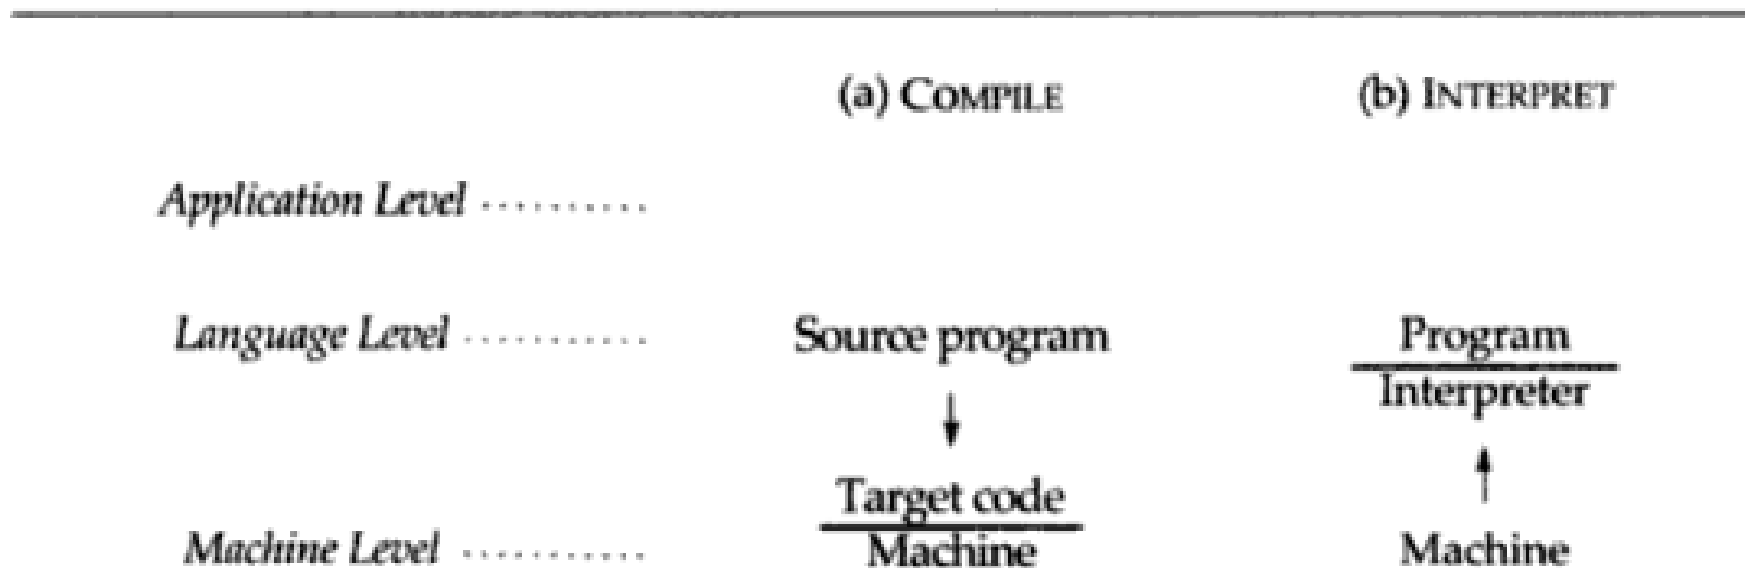 (a) COMPILE (b) INTERPRET
Application Level ..........
Language Level ........... Source program Program
Interpreter
Target code
Machine Level ........... Machine Machine